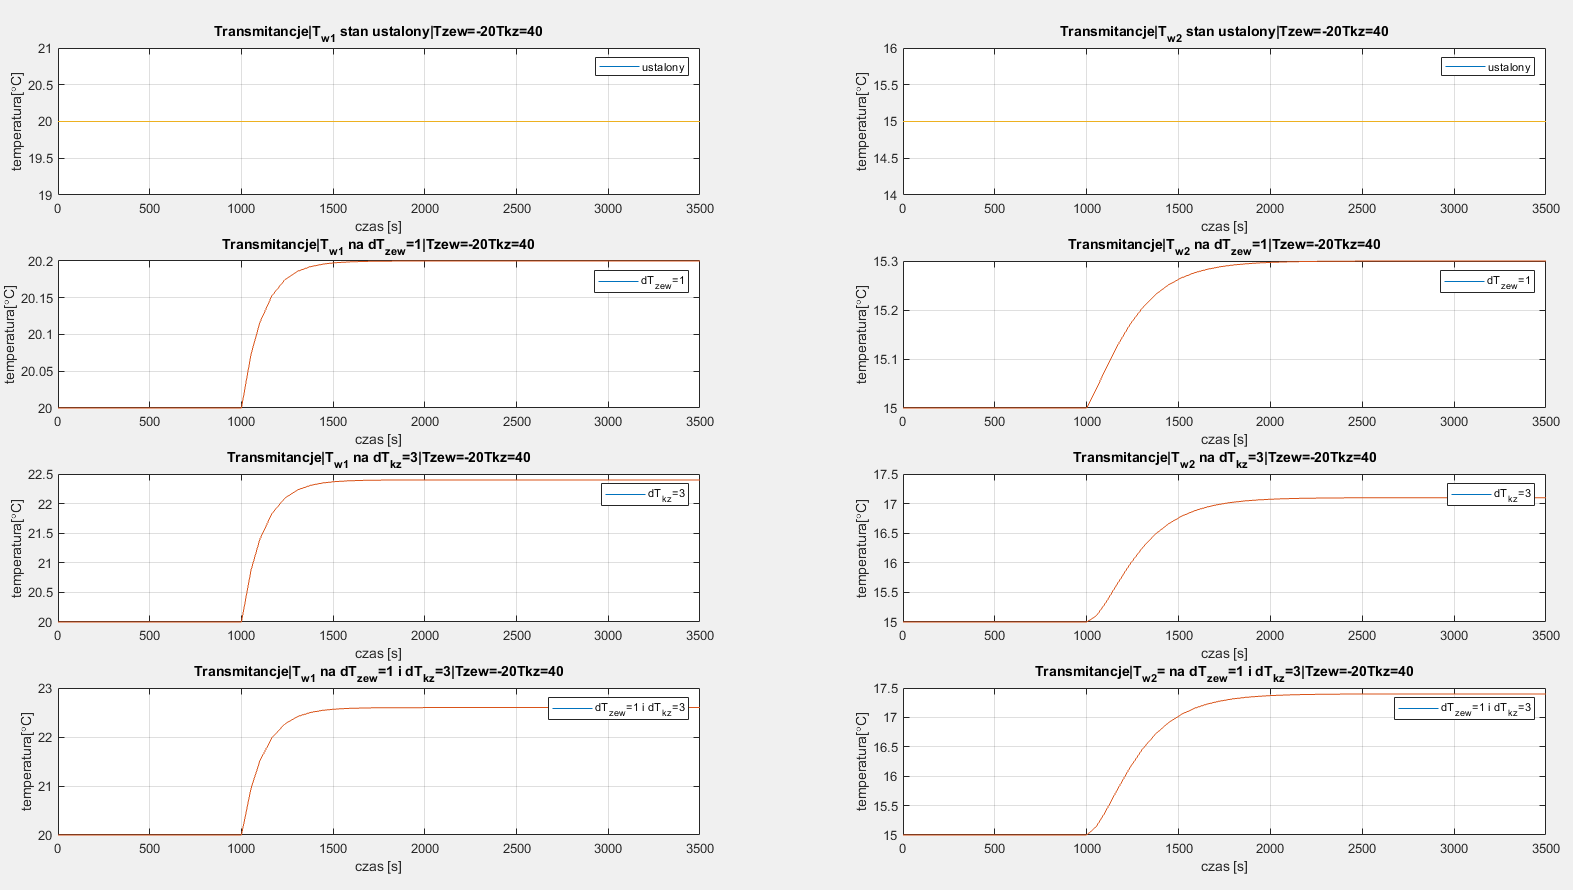 Transmitancje|Tw1 stan ustalony|Tzew=-20Tkz=40
temperatura[°C]
21
20.5
20
19.5
19
ustalony
0 500 1000 1500 2000 2500 3000 3500
czas [s]
Transmitancje|Tw2 stan ustalony|Tzew=-20Tkz=40
temperatura[°C]
16
15.5
15
14.5
14
ustalony
0 500 1000 1500 2000 2500 3000 3500
czas [s]
Transmitancje|Tw1 na dTzew=1|Tzew=-20Tkz=40
temperatura[°C]
20.2
20.15
20.1
20.05
20
dTzew=1
0 500 1000 1500 2000 2500 3000 3500
czas [s]
Transmitancje|Tw2 na dTzew=1|Tzew=-20Tkz=40
temperatura[°C]
15.3
15.2
15.1
15
dTzew=1
0 500 1000 1500 2000 2500 3000 3500
czas [s]
Transmitancje|Tw1 na dTkz=3|Tzew=-20Tkz=40
temperatura[°C]
22.5
22
21.5
21
20.5
20
dTkz=3
0 500 1000 1500 2000 2500 3000 3500
czas [s]
Transmitancje|Tw2 na dTkz=3|Tzew=-20Tkz=40
temperatura[°C]
17.5
17
16.5
16
15.5
15
dTkz=3
0 500 1000 1500 2000 2500 3000 3500
czas [s]
Transmitancje|Tw1 na dTzew=1 i dTkz=3|Tzew=-20Tkz=40
temperatura[°C]
23
22
21
20
dTzew=1 i dTkz=3
0 500 1000 1500 2000 2500 3000 3500
czas [s]
Transmitancje|Tw2= na dTzew=1 i dTkz=3|Tzew=-20Tkz=40
temperatura[°C]
17.5
17
16.5
16
15.5
15
dTzew=1 i dTkz=3
0 500 1000 1500 2000 2500 3000 3500
czas [s]